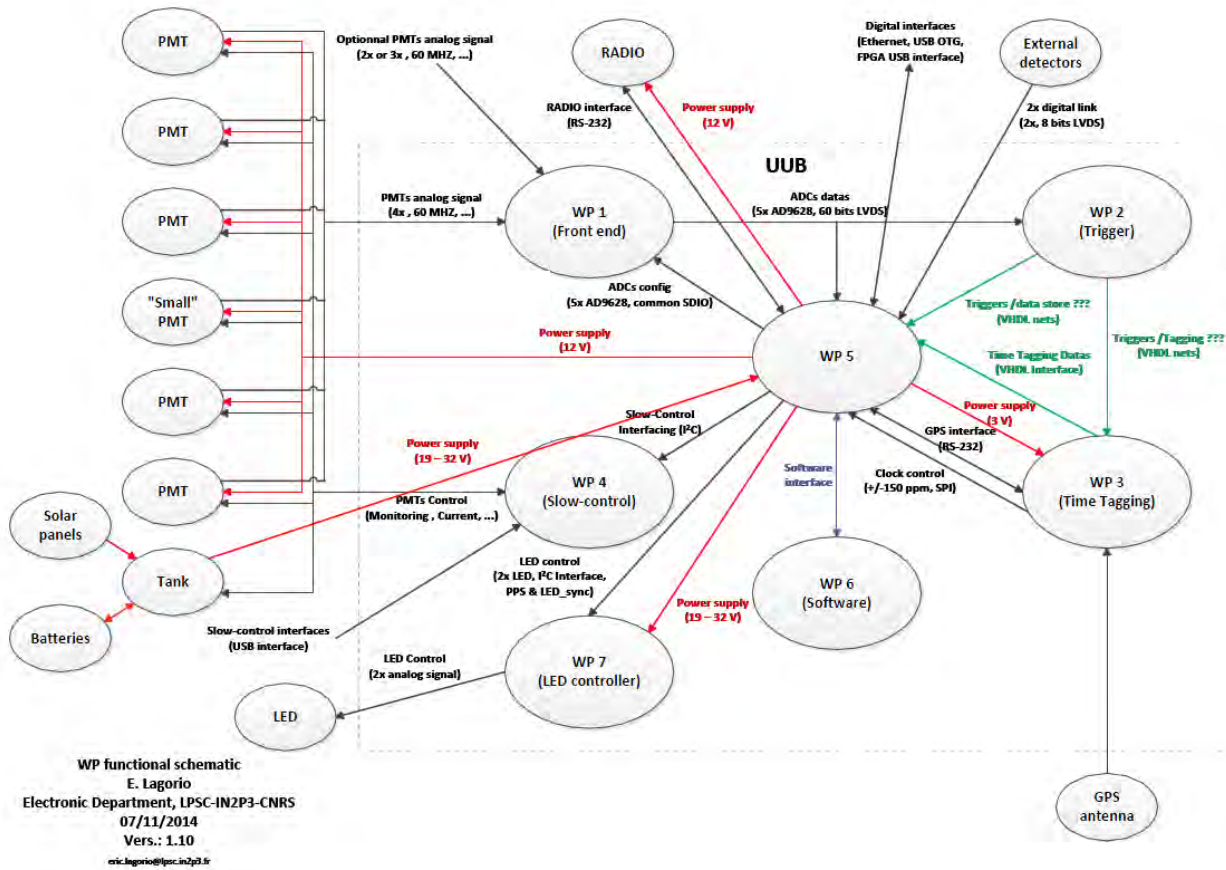 PMT
Optionnal PMTs analog signal
(2x or 3x , 60 MHZ, ...)
RADIO
Digital interfaces
(Ethernet, USB OTG,
FPGA USB interface)
External
detectors
RADIO interface
(RS-232)
Power supply
(12 V)
2x digital link
(2x, 8 bits LVDS)
PMT
UUB
PMT
PMTs analog signal
(4x , 60 MHZ, ...)
WP 1
(Front end)
ADCs datas
(5x AD9628, 60 bits LVDS)
WP 2
(Trigger)
ADCs config
(5x AD9628, common SDIO)
"Small"
PMT
Triggers /data store ???
(VHDL nets)
Power supply
(12 V)
WP 5
Triggers /Tagging ???
(VHDL nets)
Time Tagging Datas
(VHDL Interface)
PMT
Slow-Control
Interfacing (I²C)
Power supply
(3 V)
GPS interface
(RS-232)
Power supply
(19 – 32 V)
Software
interface
Clock control
(+/-150 ppm, SPI)
PMT
WP 4
(Slow-control)
WP 3
(Time Tagging)
PMTs Control
(Monitoring , Current, ...)
Solar
panels
Tank
LED control
(2x LED, I²C Interface,
PPS & LED_sync)
WP 6
(Software)
Batteries
Power supply
(19 – 32 V)
Slow-control interfaces
(USB interface)
LED Control
(2x analog signal)
WP 7
(LED controller)
LED
WP functional schematic
E. Lagorio
Electronic Department, LPSC-IN2P3-CNRS
07/11/2014
Vers.: 1.10
eric.lagorio@lpsc.in2p3.fr
GPS
antenna